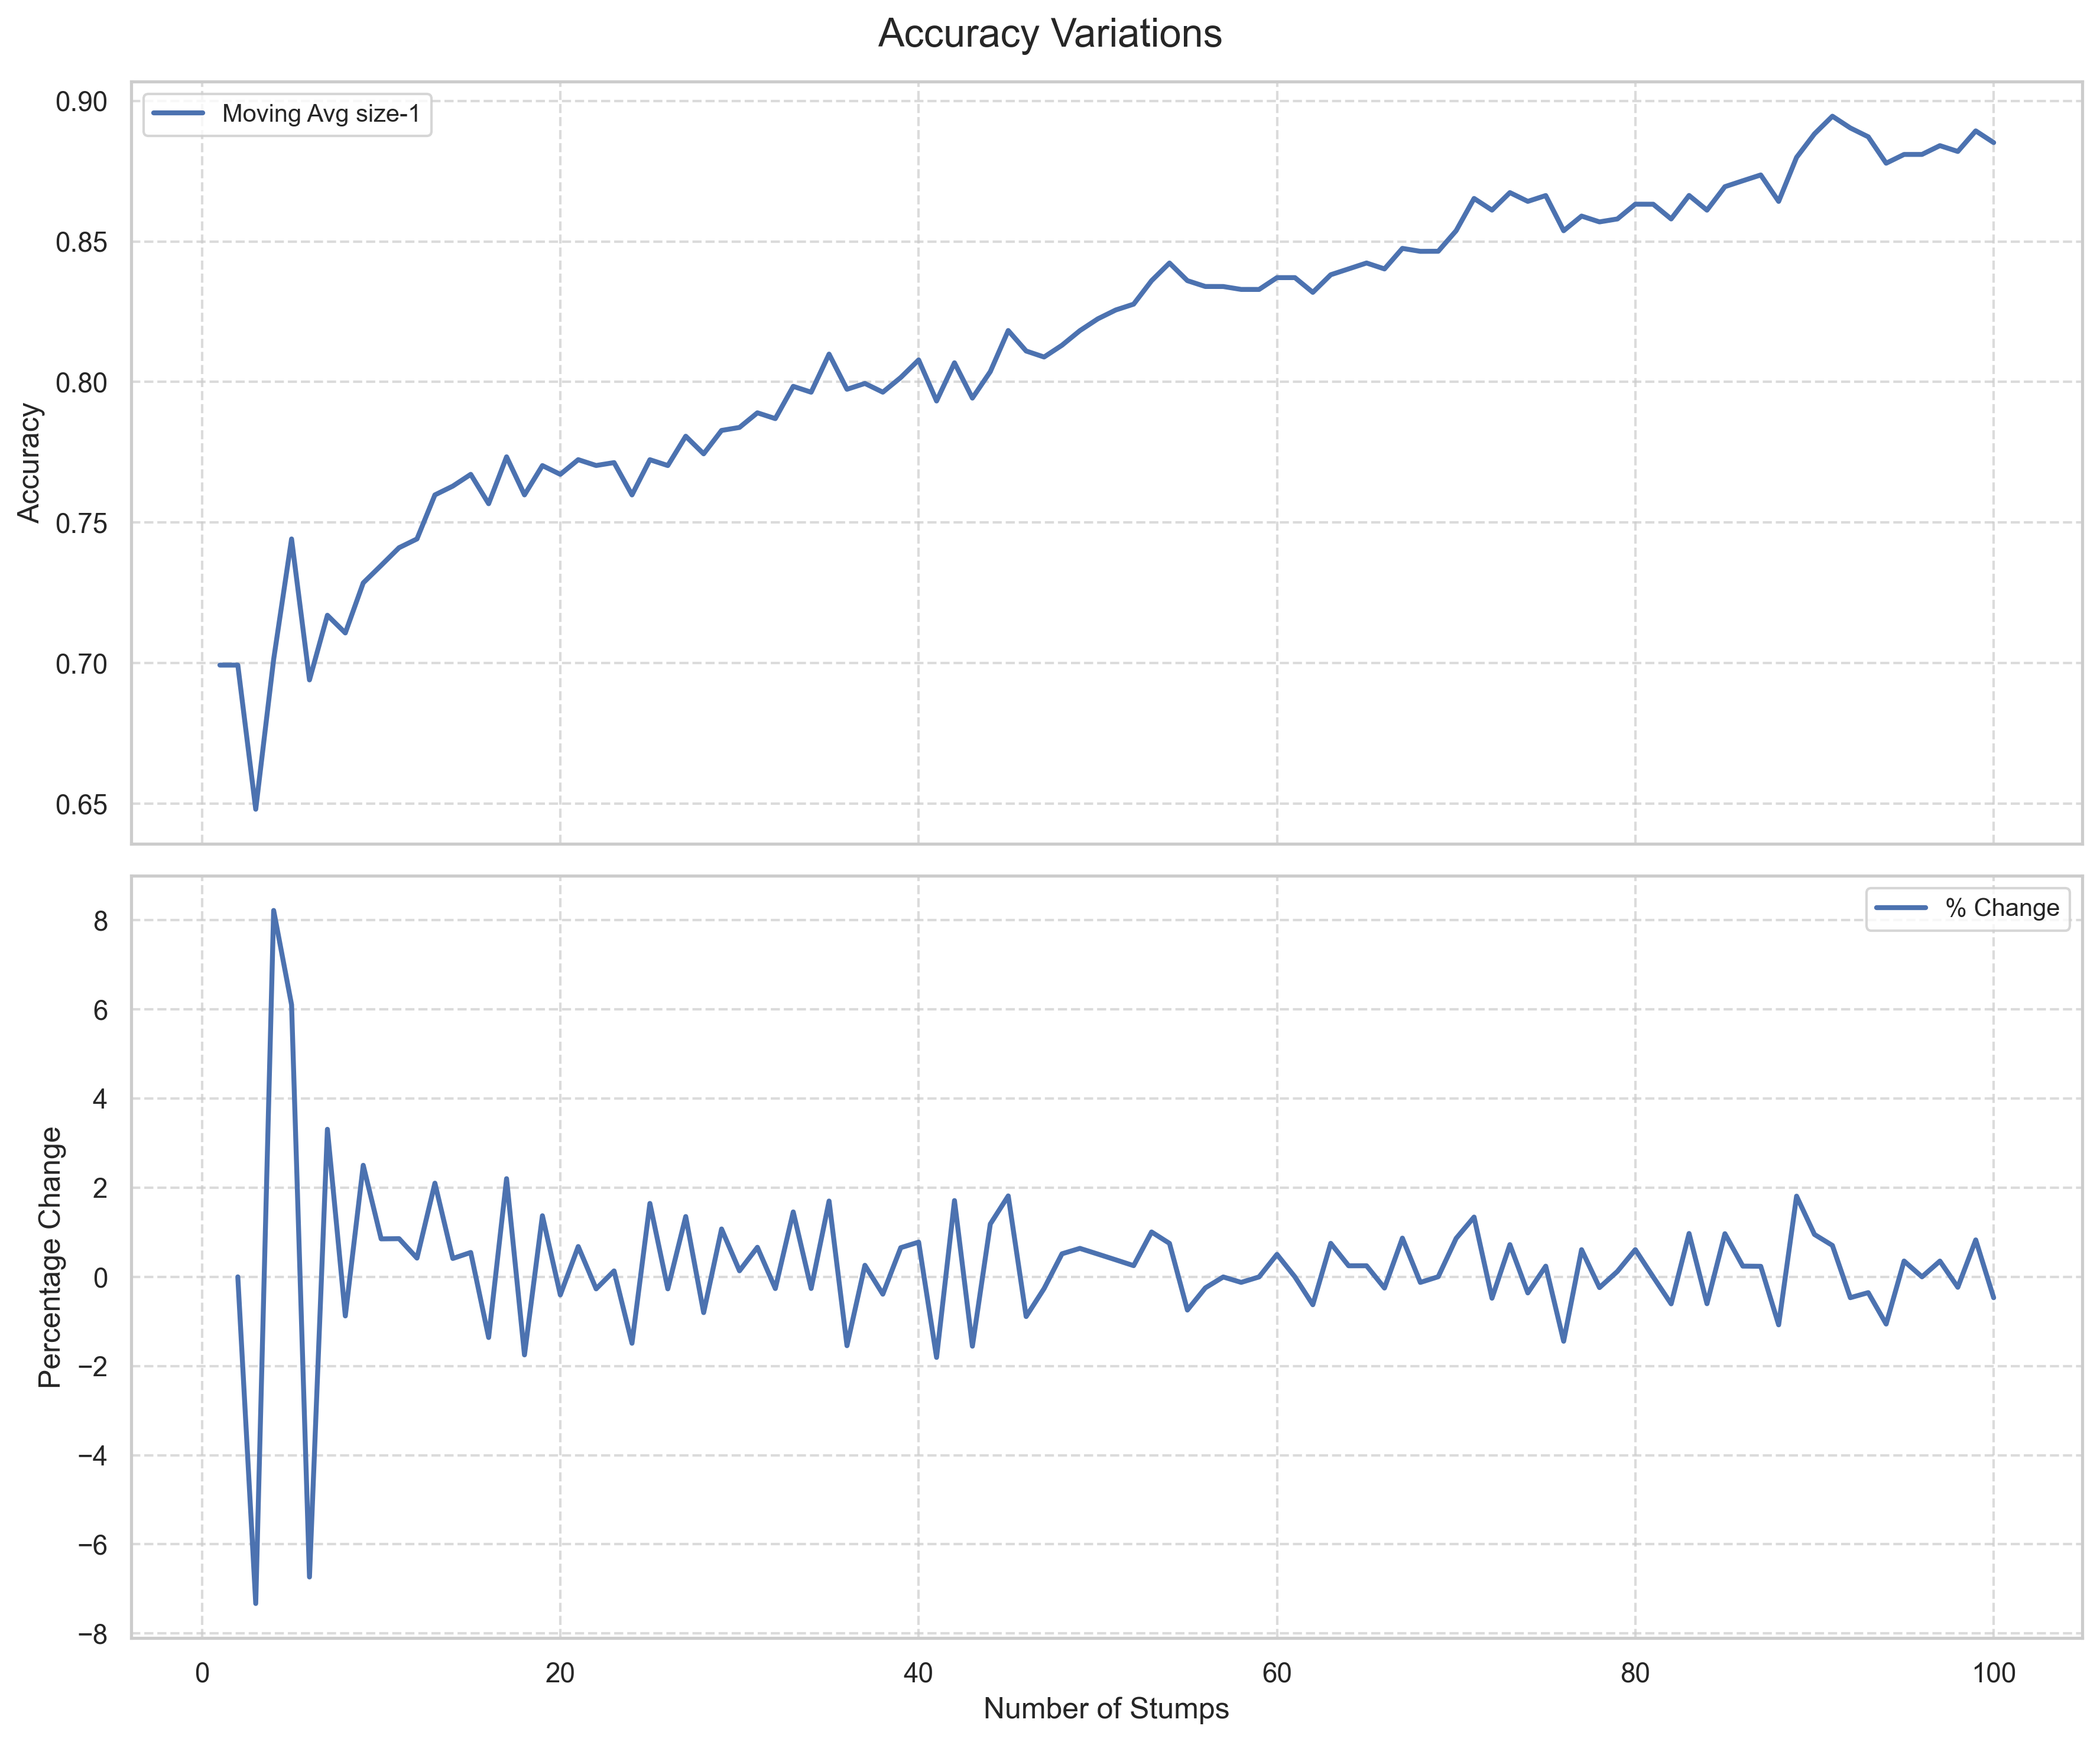 Accuracy Variations
Moving Avg size-1
Accuracy
0.90
0.85
0.80
0.75
0.70
0.65
% Change
Percentage Change
8
6
4
2
0
−2
−4
−6
−8
0 20 40 60 80 100
Number of Stumps